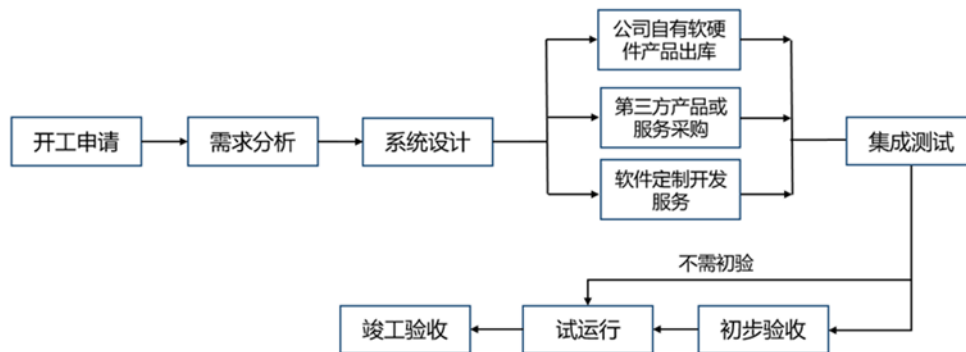 开工申请
需求分析
系统设计
公司自有软硬
件产品出库
第三方产品或
服务采购
软件定制开发
服务
集成测试
不需初验
竣工验收
试运行
初步验收